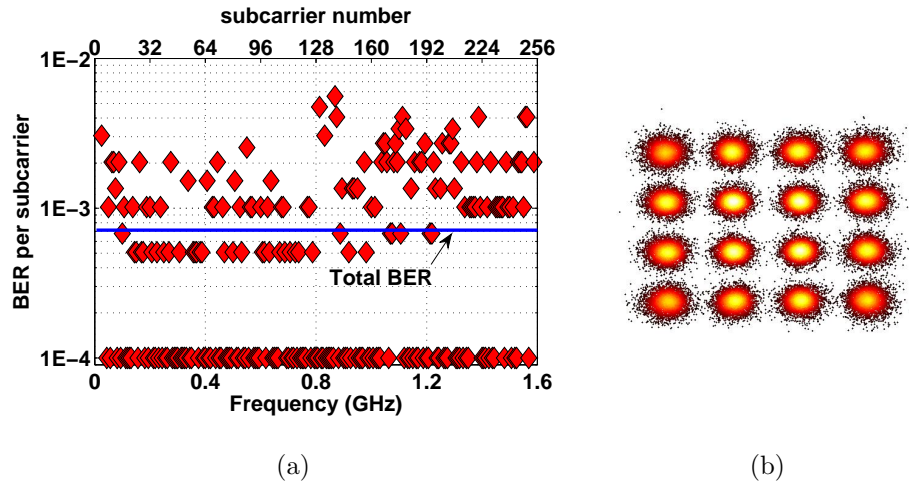 subcarrier number
0 32 64 96 128 160 192 224 256
1E-2
1E-3
1E-4
BER per subcarrier
Total BER
0 0.4 0.8 1.2 1.6
Frequency (GHz)
(a)
(b)